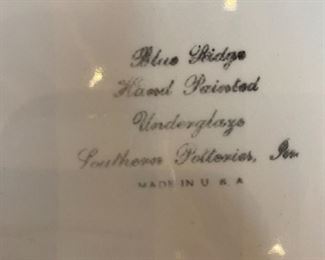 Blue Ridge
Hand Painted
Underglaze
Southern Potteries, Inc.
MADE IN U. S. A